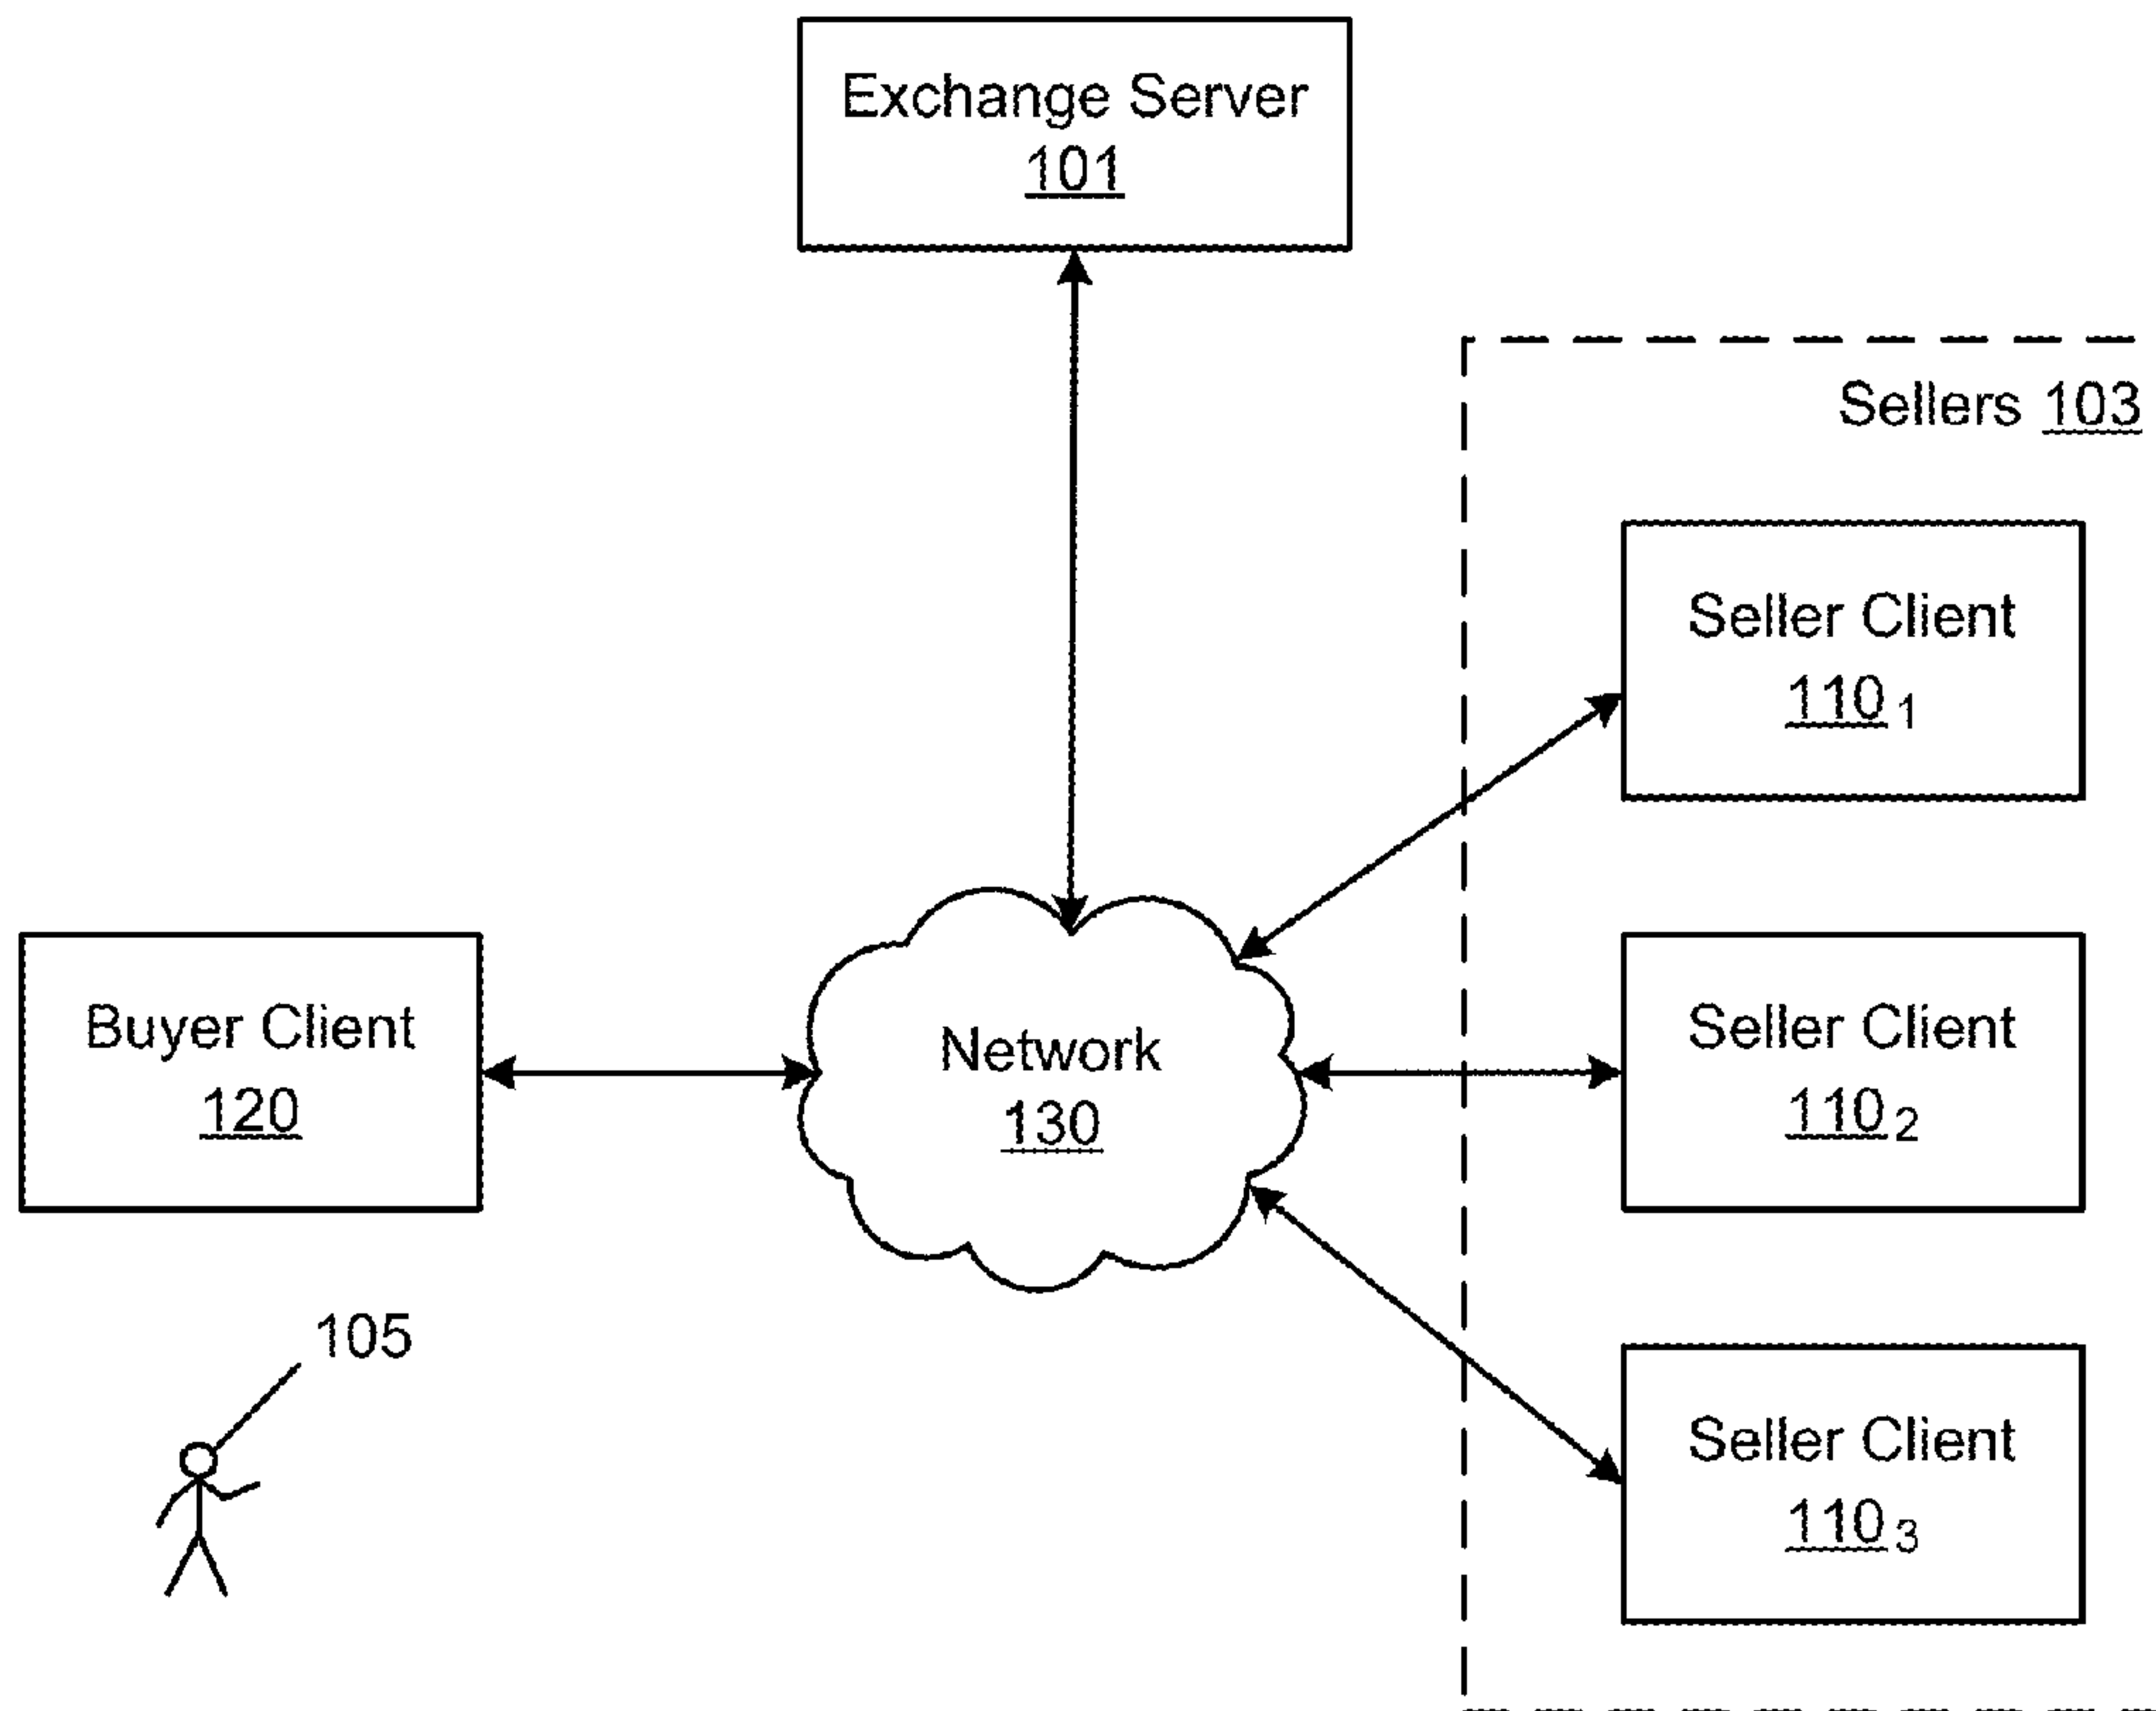 Exchange Server
101
Sellers 103
Seller Client
110 1
Buyer Client
120
Network
130
Seller Client
110 2
105
Seller Client
110 3